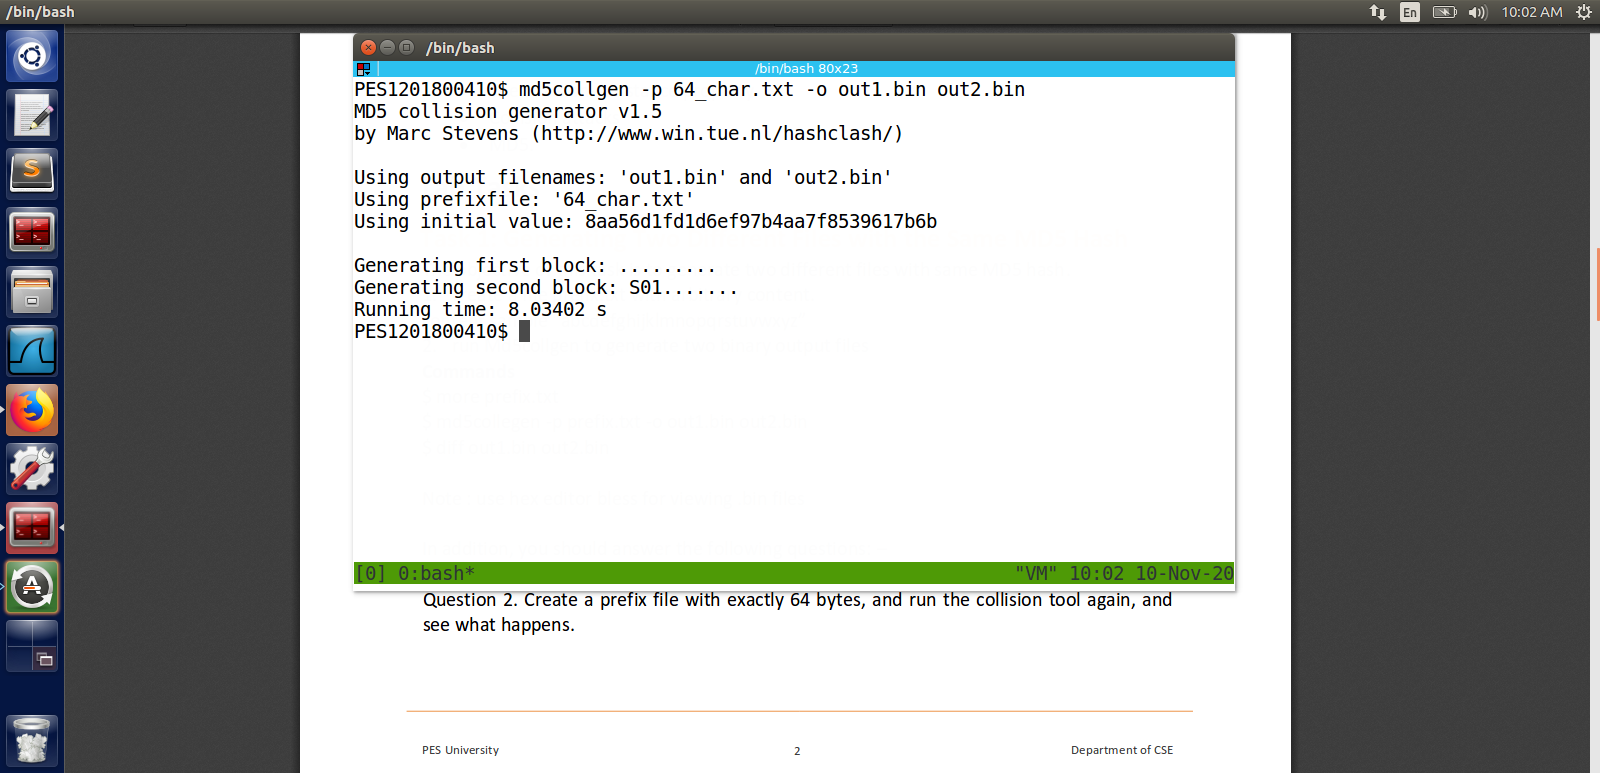 /bin/bash
En
10:02 AM
/bin/bash
/bin/bash 80x23
PES1201800410$ md5collgen -p 64_char.txt -o out1.bin out2.bin
MD5 collision generator v1.5
by Marc Stevens (http://www.win.tue.nl/hashclash/)
Using output filenames: 'out1.bin' and 'out2.bin'
Using prefixfile: '64_char.txt'
Using initial value: 8aa56d1fd1d6ef97b4aa7f8539617b6b
Generating first block: .........
Generating second block: S01.......
Running time: 8.03402 s
PES1201800410$
[0] 0:bash* "VM" 10:02 10-Nov-20
Question 2. Create a prefix file with exactly 64 bytes, and run the collision tool again, and
see what happens.
PES University 2 Department of CSE